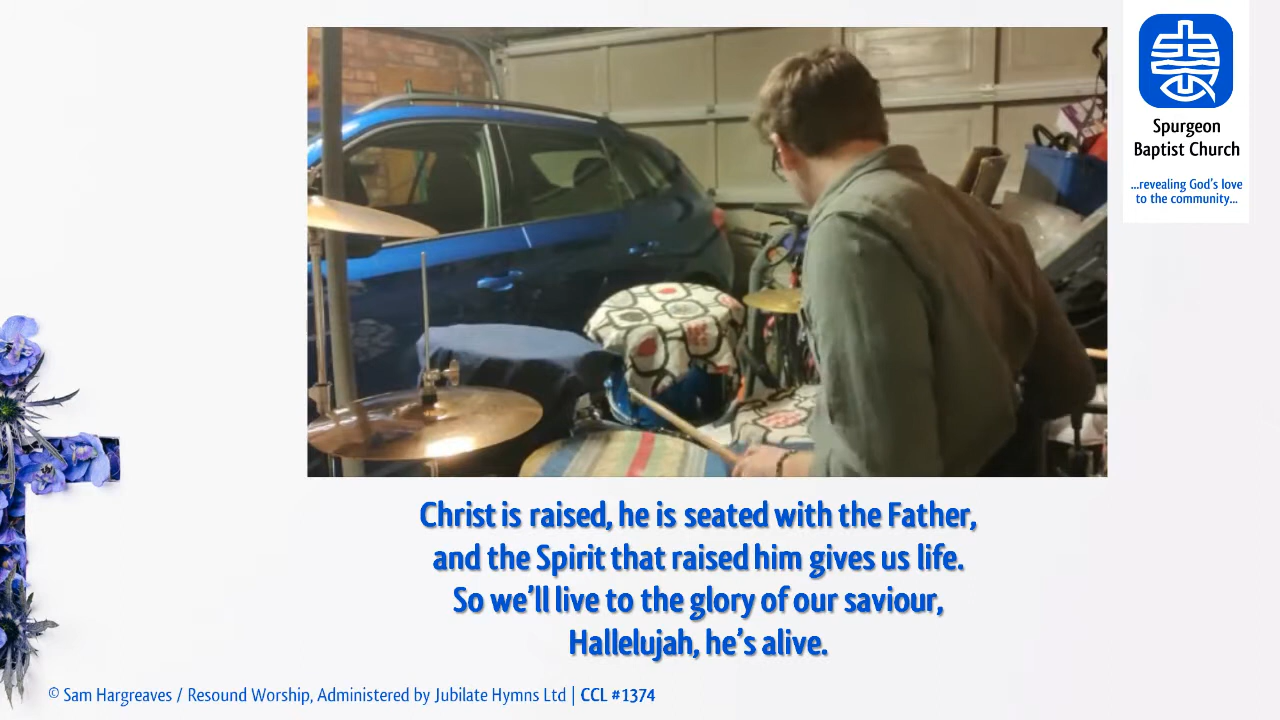 Spurgeon
Baptist Church
...revealing God's love
to the community...
Christ is raised, he is seated with the Father,
and the Spirit that raised him gives us life.
So we'll live to the glory of our saviour,
Hallelujah, he's alive.
© Sam Hargreaves / Resound Worship, Administered by Jubilate Hymns Ltd | CCL #1374